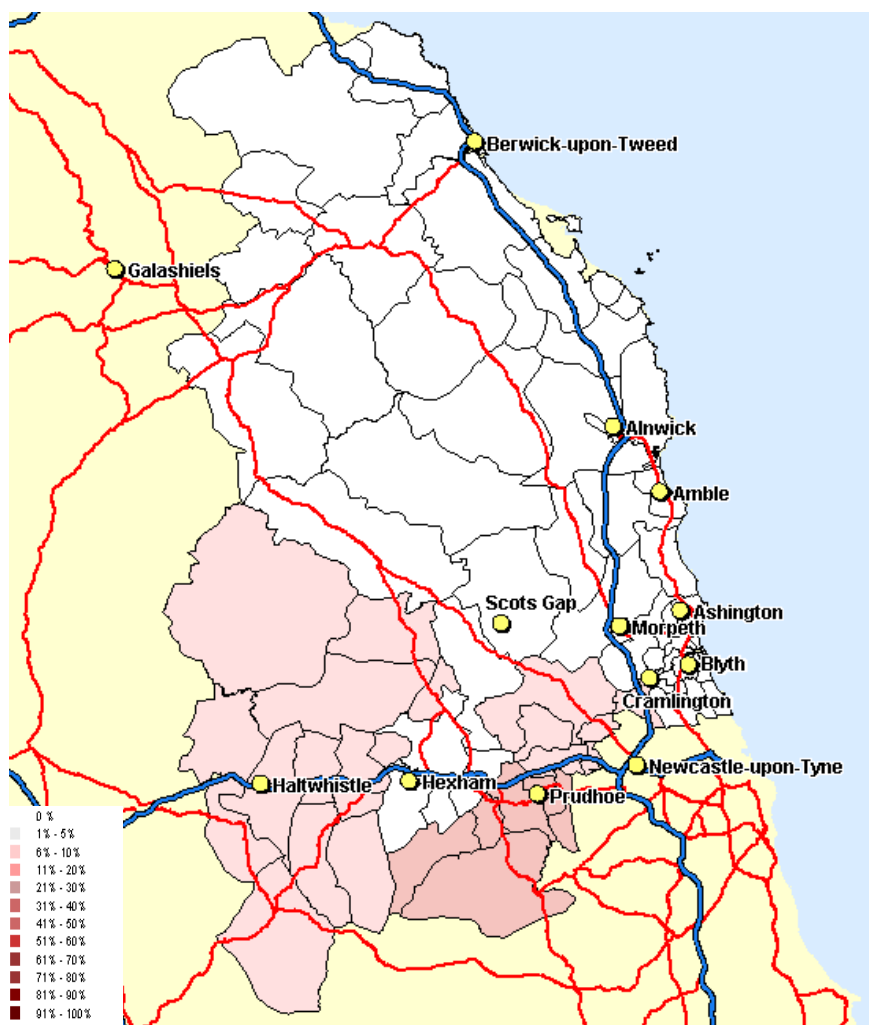 Berwick-upon-Tweed
Galashiels
Alnwick
Amble
Scots Gap
Ashington
Morpeth
Blyth
Cramlington
Newcastle-upon-Tyne
Haltwhistle
Hexham
Prudhoe
0 %
1% - 5%
6% - 10%
11% - 20%
21% - 30%
31% - 40%
41% - 50%
51% - 60%
61% - 70%
71% - 80%
81% - 90%
91% - 100%